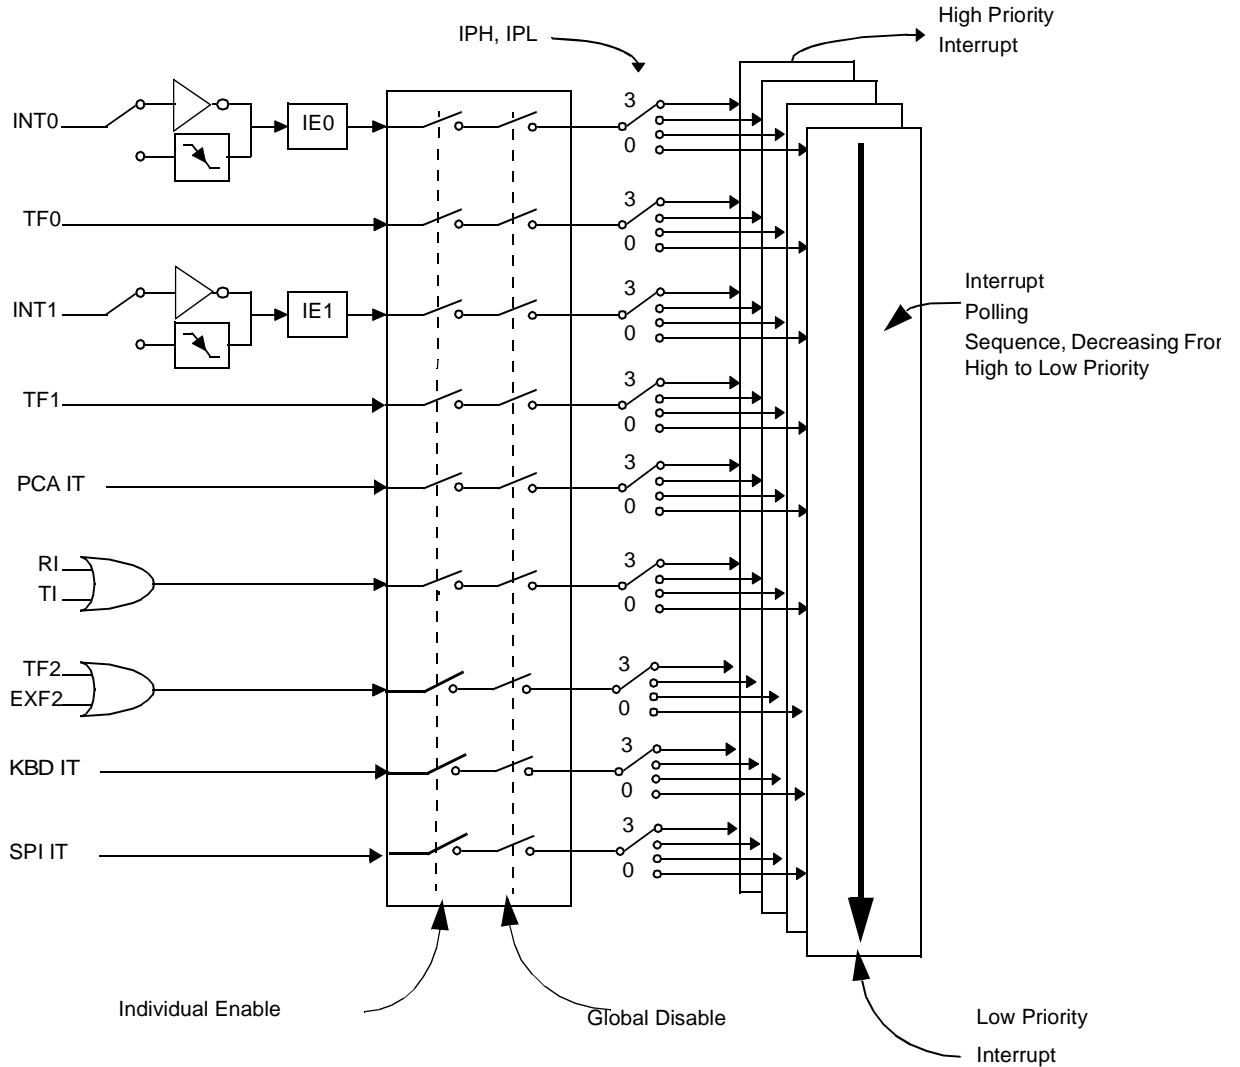 High Priority
Interrupt
IPH, IPL
3
INT0
IE0
0
3
TF0
0
3
INT1
IE1
Interrupt
Polling
Sequence, Decreasing Fror
High to Low Priority
3
TF1
0
0
3
PCA IT
0
3
RI
TI
0
3
TF2
EXF2
0
3
KBD IT
0
3
SPI IT
0
Individual Enable
Global Disable
Low Priority
Interrupt